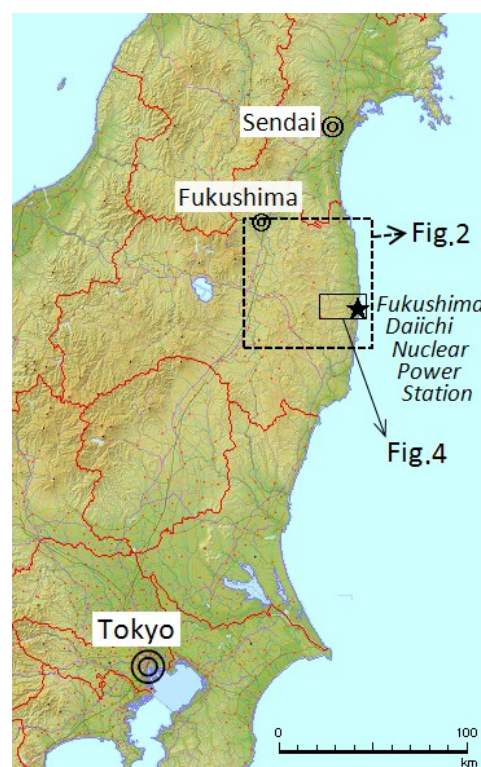 Sendai
Fukushima
Fig.2
Fukushima
Daiichi
Nuclear
Power
Station
Fig.4
Tokyo
0 100
km